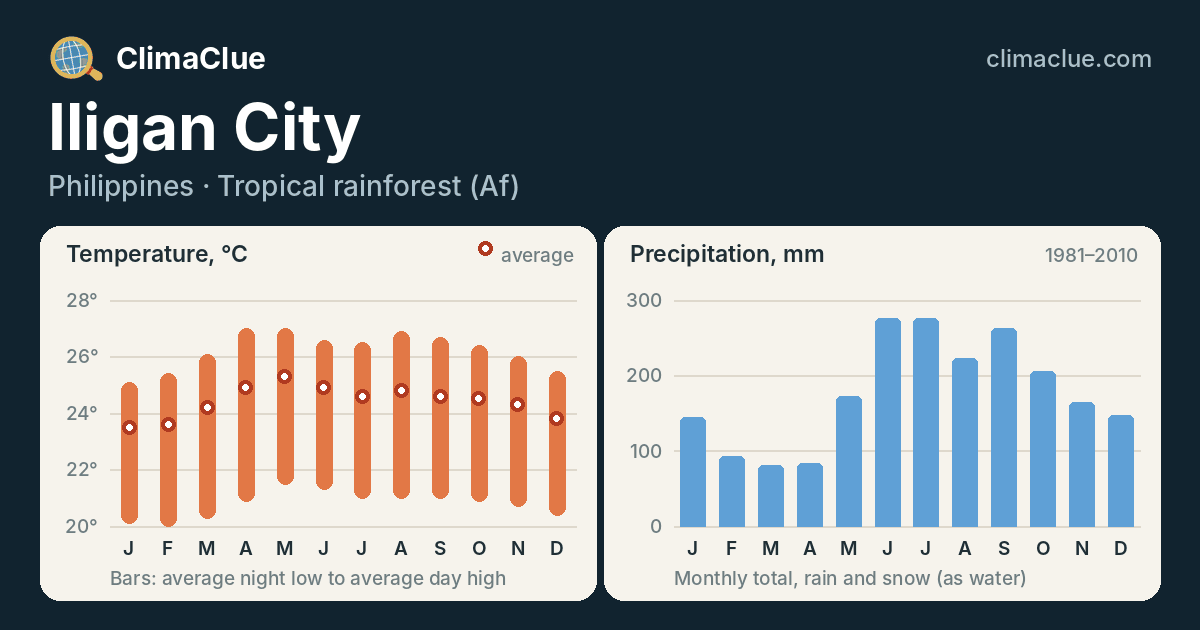 ClimaClue
climaclue.com
Iligan City
Philippines · Tropical rainforest (Af)
Temperature, °C
average
28°
26°
24°
22°
20°
J F M A M J J A S O N D
Bars: average night low to average day high
Precipitation, mm
1981–2010
300
200
100
0
J F M A M J J A S O N D
Monthly total, rain and snow (as water)